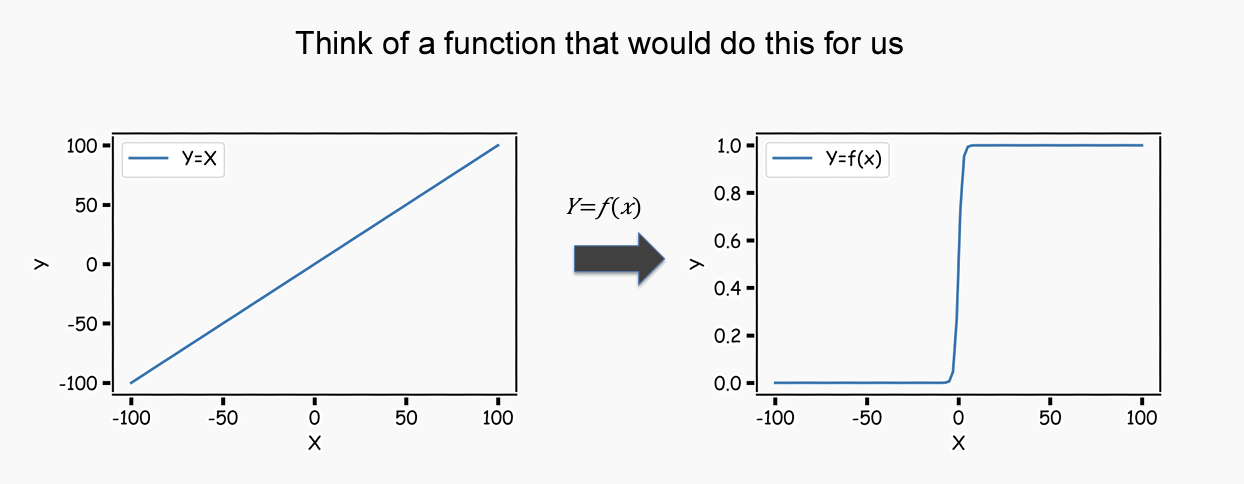 Think of a function that would do this for us
Y=X
100
50
0
-50
-100
y
-100 -50 0 50 100
X
Y=f(x)
Y=f(x)
1.0
0.8
0.6
0.4
0.2
0.0
y
-100 -50 0 50 100
X